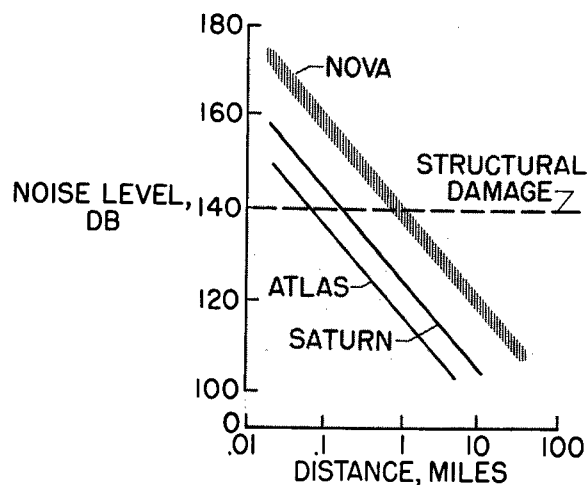 180
NOVA
160
STRUCTURAL
DAMAGE
NOISE LEVEL,
DB
140
ATLAS
120
SATURN
100
0
.01
.1
1
10
100
DISTANCE, MILES